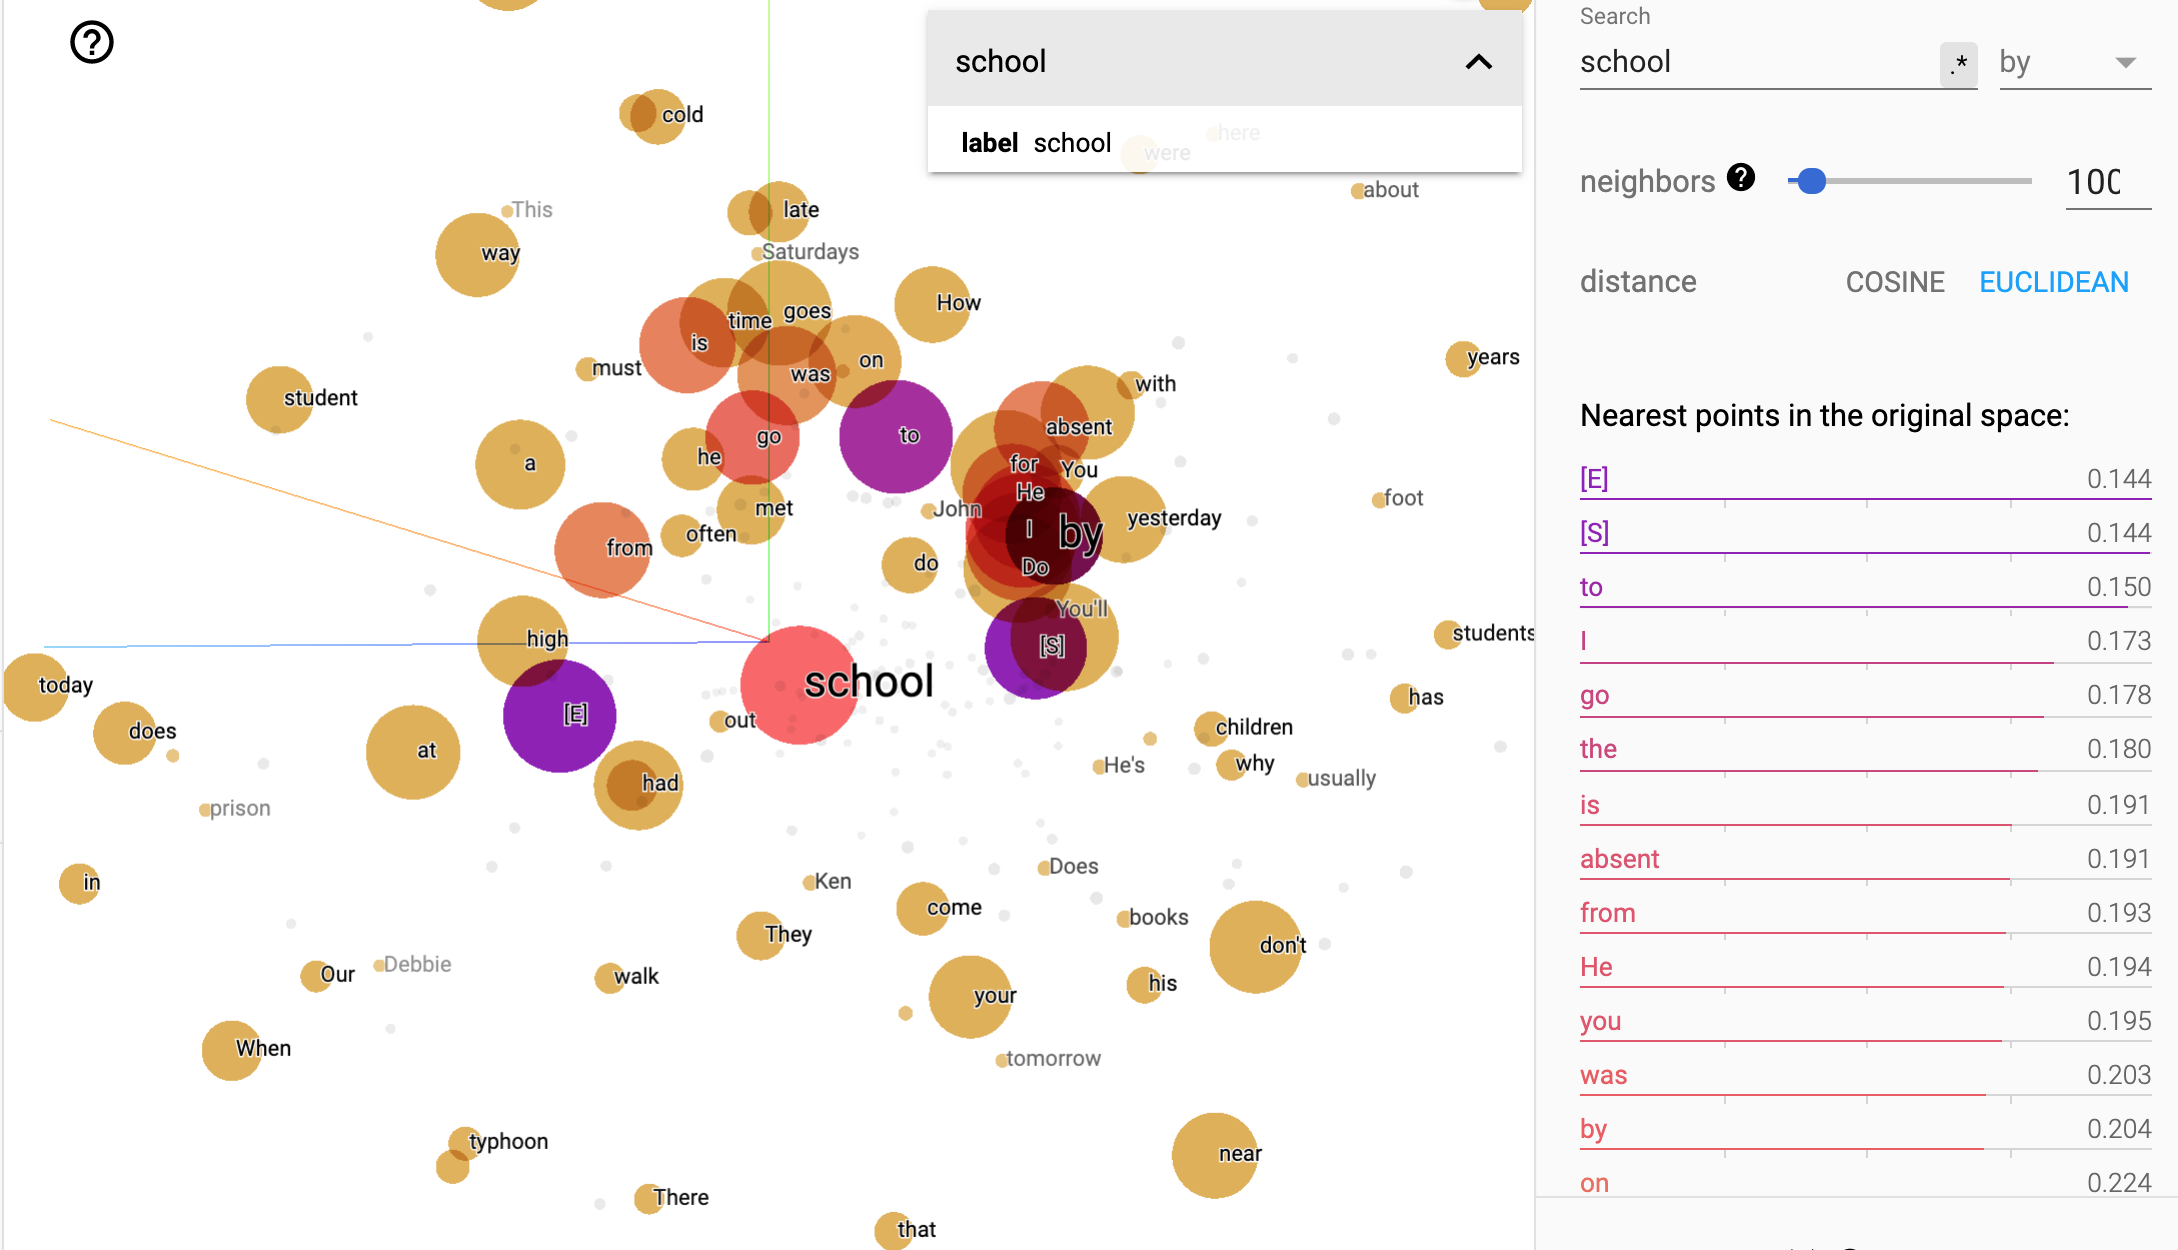 school
label school
were
here
about
cold
This
way
late
Saturdays
How
time
goes
is
was
on
must
student
years
with
absent
a
he
go
to
for
You
He
foot
met
John
I
by
yesterday
often
from
do
Do
You'll
high
[S]
students
school
today
[E]
out
does
at
had
has
children
He's
why
usually
prison
in
Ken
Does
come
books
They
don't
Our
Debbie
walk
your
his
When
tomorrow
typhoon
near
There
that
Search
school .* by
neighbors 100
distance COSINE EUCLIDEAN
Nearest points in the original space:
[E] 0.144
[S] 0.144
to 0.150
I 0.173
go 0.178
the 0.180
is 0.191
absent 0.191
from 0.193
He 0.194
you 0.195
was 0.203
by 0.204
on 0.224